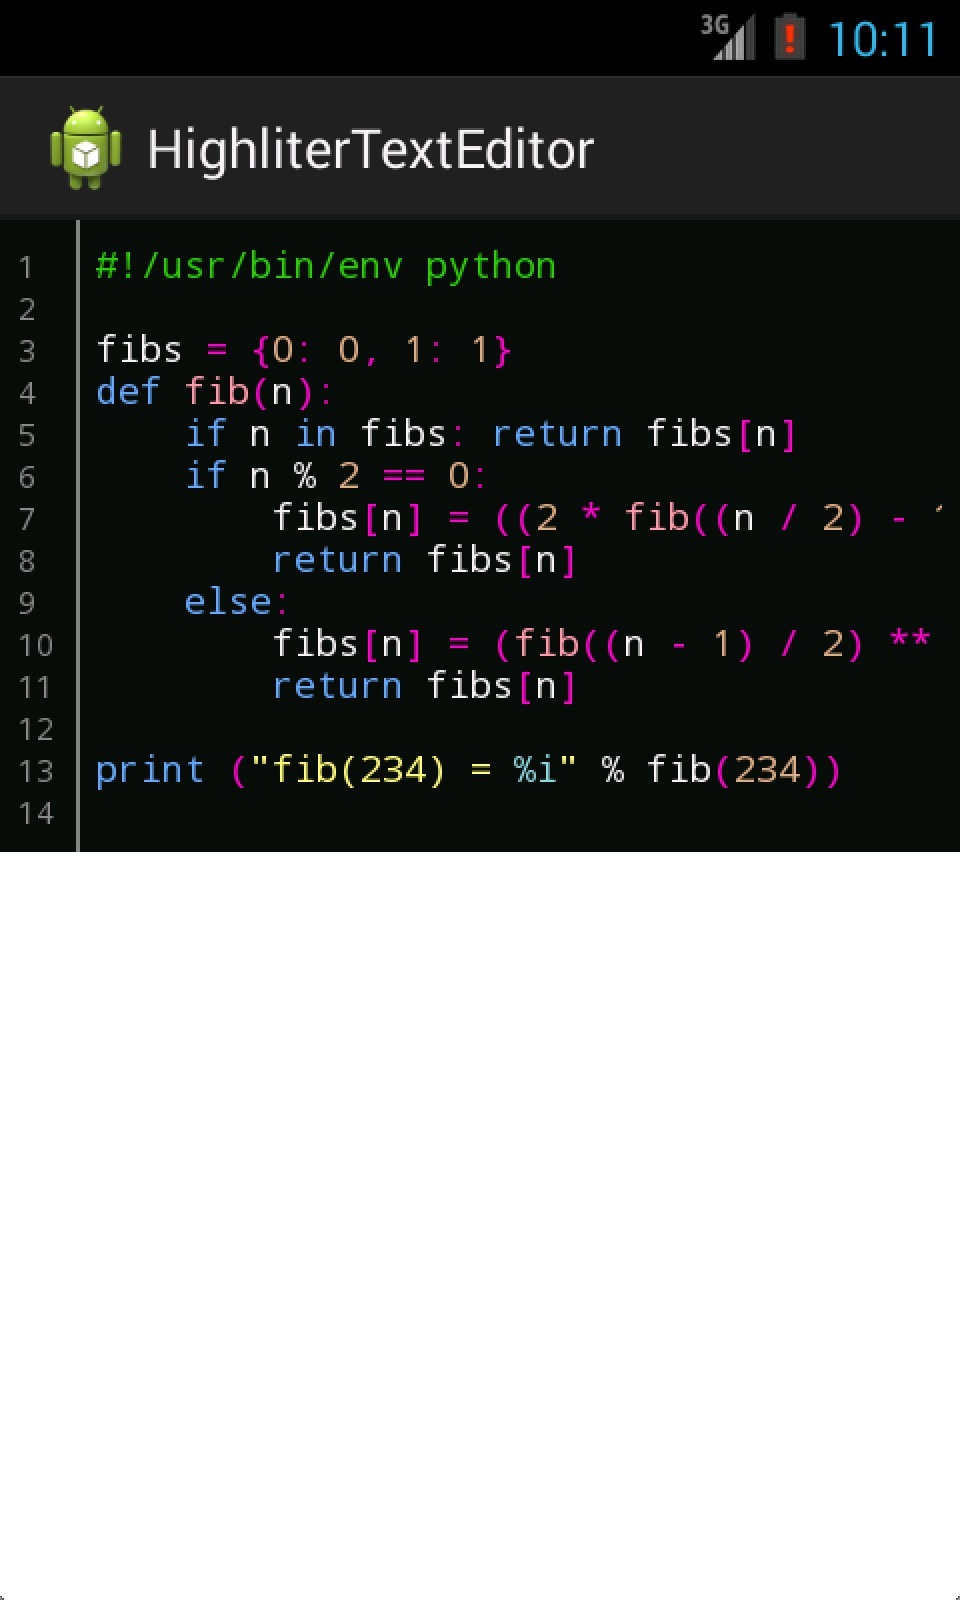 3G 10:11
HighliterTextEditor
1 #!/usr/bin/env python
2
3 fibs = {0: 0, 1: 1}
4 def fib(n):
5     if n in fibs: return fibs[n]
6     if n % 2 == 0:
7         fibs[n] = ((2 * fib((n / 2) -
8         return fibs[n]
9     else:
10         fibs[n] = (fib((n - 1) / 2) **
11         return fibs[n]
12
13 print ("fib(234) = %i" % fib(234))
14